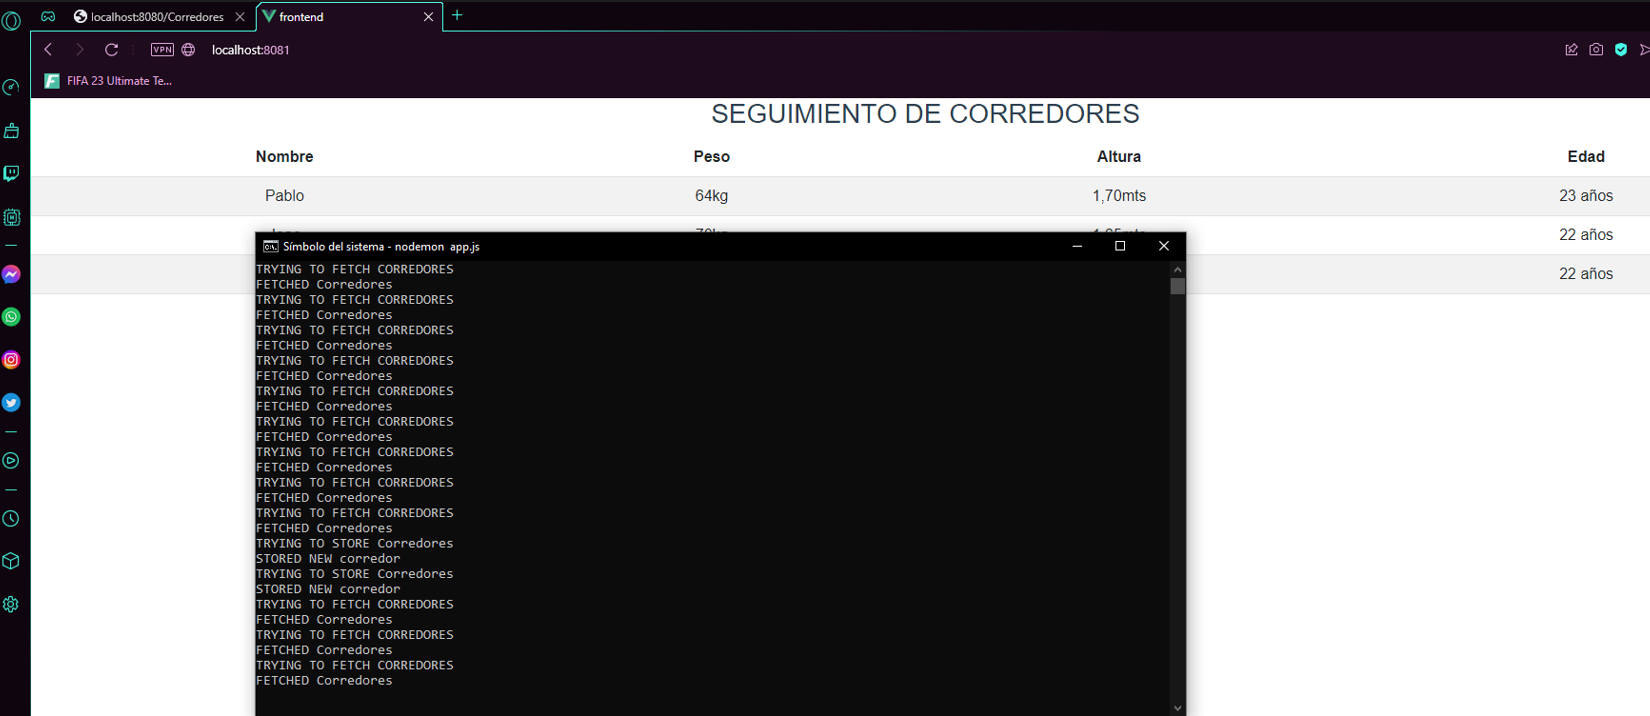 localhost:8080/Corredores
frontend
VPN
localhost:8081
FIFA 23 Ultimate Te...
SEGUIMIENTO DE CORREDORES
Nombre Peso Altura Edad
Pablo 64kg 1,70mts 23 años
22 años
22 años
Símbolo del sistema - nodemon app.js
TRYING TO FETCH CORREDORES
FETCHED Corredores
TRYING TO FETCH CORREDORES
FETCHED Corredores
TRYING TO FETCH CORREDORES
FETCHED Corredores
TRYING TO FETCH CORREDORES
FETCHED Corredores
TRYING TO FETCH CORREDORES
FETCHED Corredores
TRYING TO FETCH CORREDORES
FETCHED Corredores
TRYING TO FETCH CORREDORES
FETCHED Corredores
TRYING TO FETCH CORREDORES
FETCHED Corredores
TRYING TO FETCH CORREDORES
FETCHED Corredores
TRYING TO STORE Corredores
STORED NEW corredor
TRYING TO STORE Corredores
STORED NEW corredor
TRYING TO FETCH CORREDORES
FETCHED Corredores
TRYING TO FETCH CORREDORES
FETCHED Corredores
TRYING TO FETCH CORREDORES
FETCHED Corredores